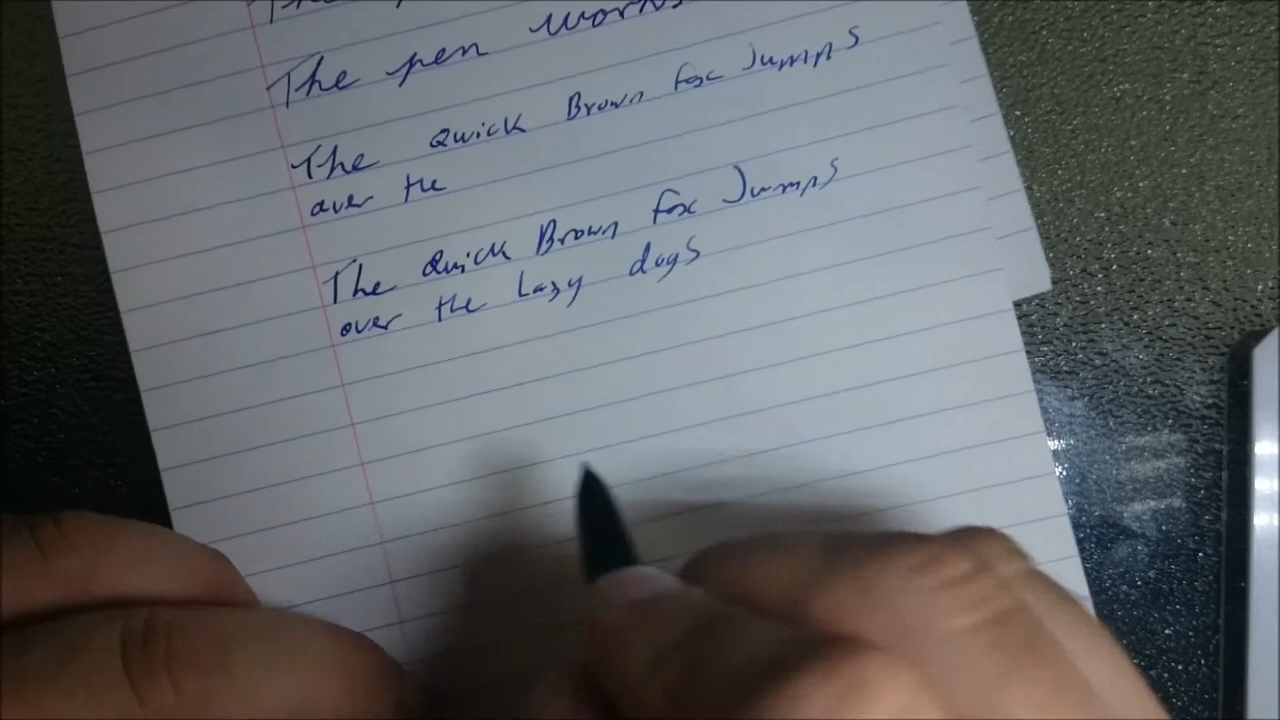 The
The pen works
The Quick Brown fox Jumps
over the
The Quick Brown fox Jumps
over the Lazy dogs